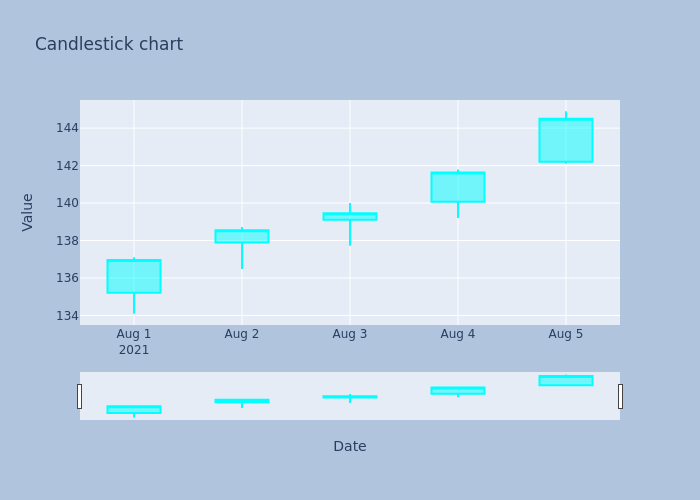 Candlestick chart
Value
144
142
140
138
136
134
Aug 1
2021
Aug 2
Aug 3
Aug 4
Aug 5
Date